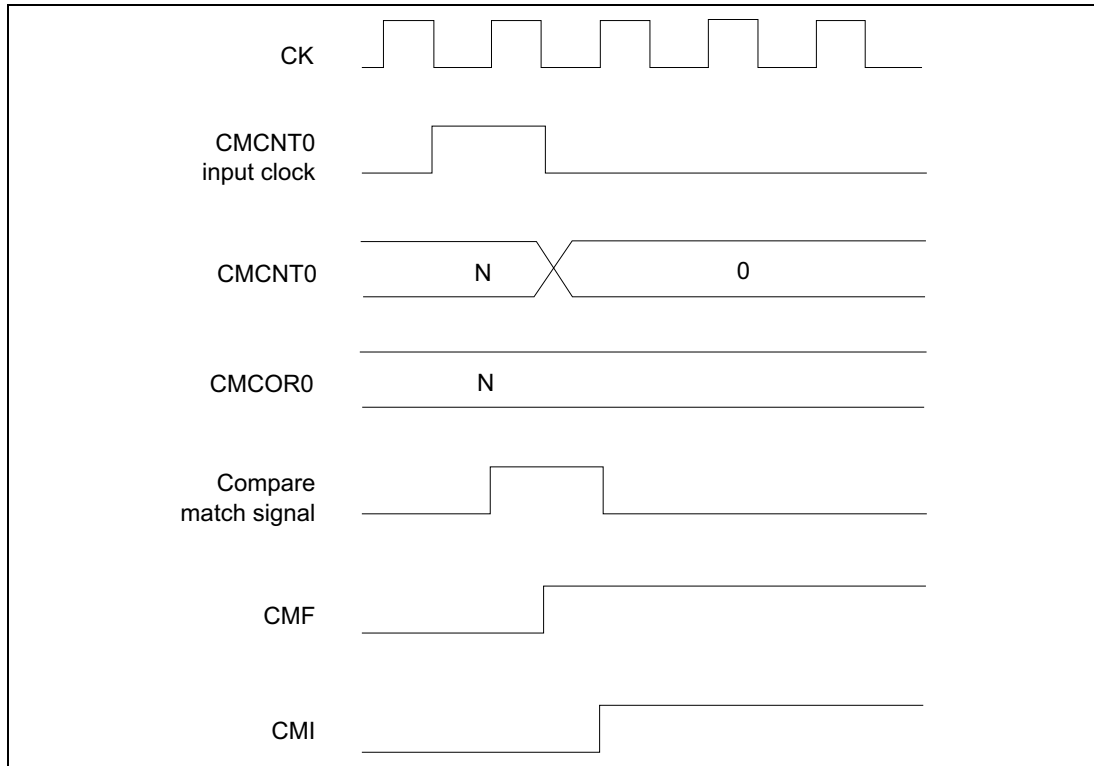 CK
CMCNT0
input clock
CMCNT0
N
0
CMCOR0
N
Compare
match signal
CMF
CMI